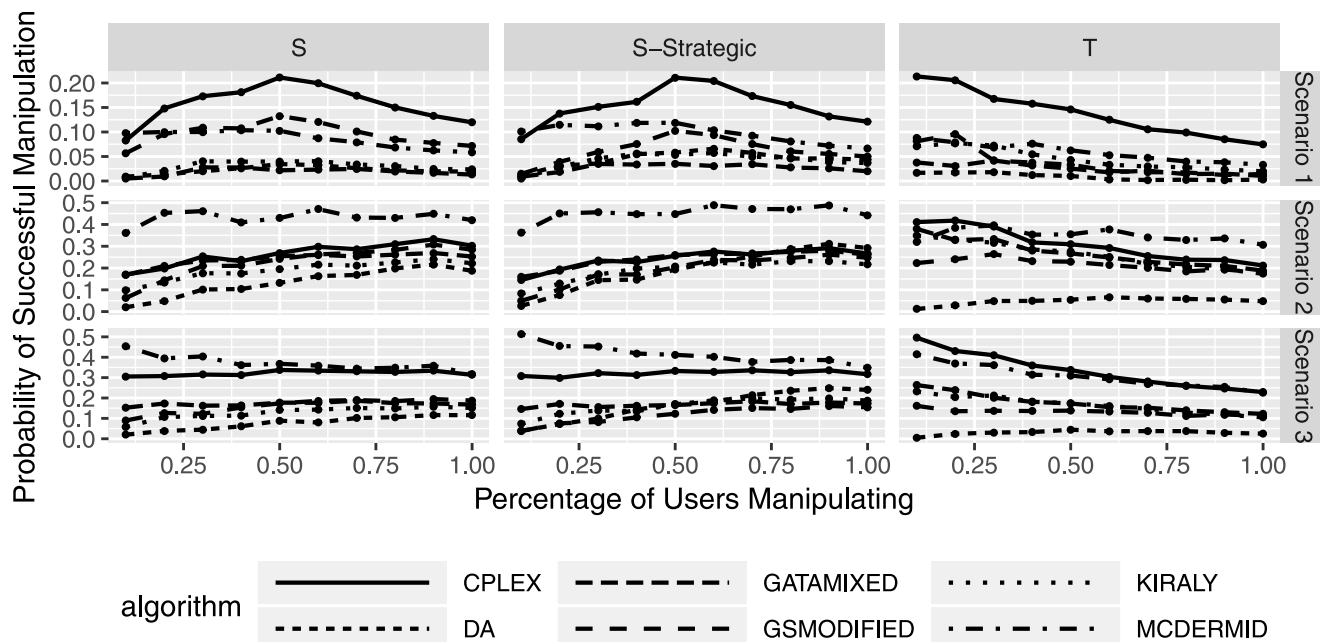 S S−Strategic T
Probability of Successful Manipulation
0.20
0.15
0.10
0.05
0.00
Scenario 1
0.5
0.4
0.3
0.2
0.1
0.0
Scenario 2
0.5
0.4
0.3
0.2
0.1
0.0
Scenario 3
0.25 0.50 0.75 1.00 0.25 0.50 0.75 1.00 0.25 0.50 0.75 1.00
Percentage of Users Manipulating
algorithm
CPLEX GATAMIXED KIRALY
DA GSMODIFIED MCDERMID